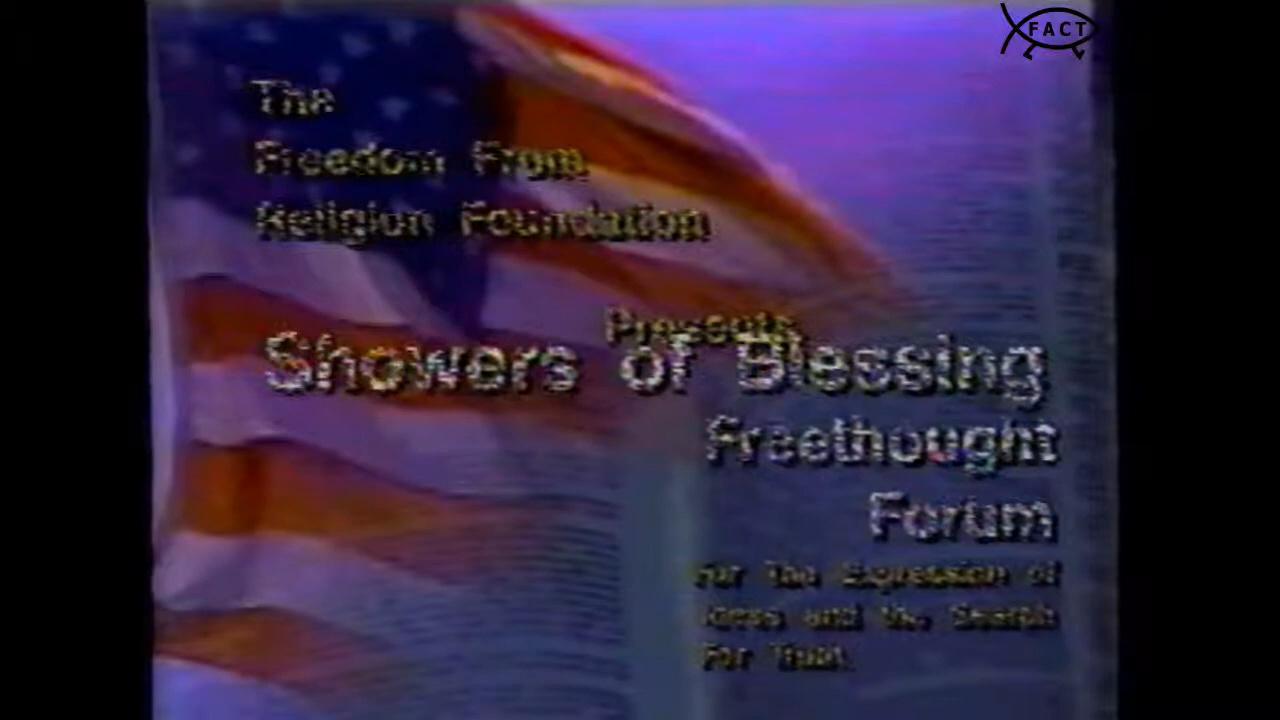 FACT
The
Freedom From
Religion Foundation
Presents
Showers of Blessing
Freethought
Forum
For The Expression of
Ideas and the Search
For Truth.